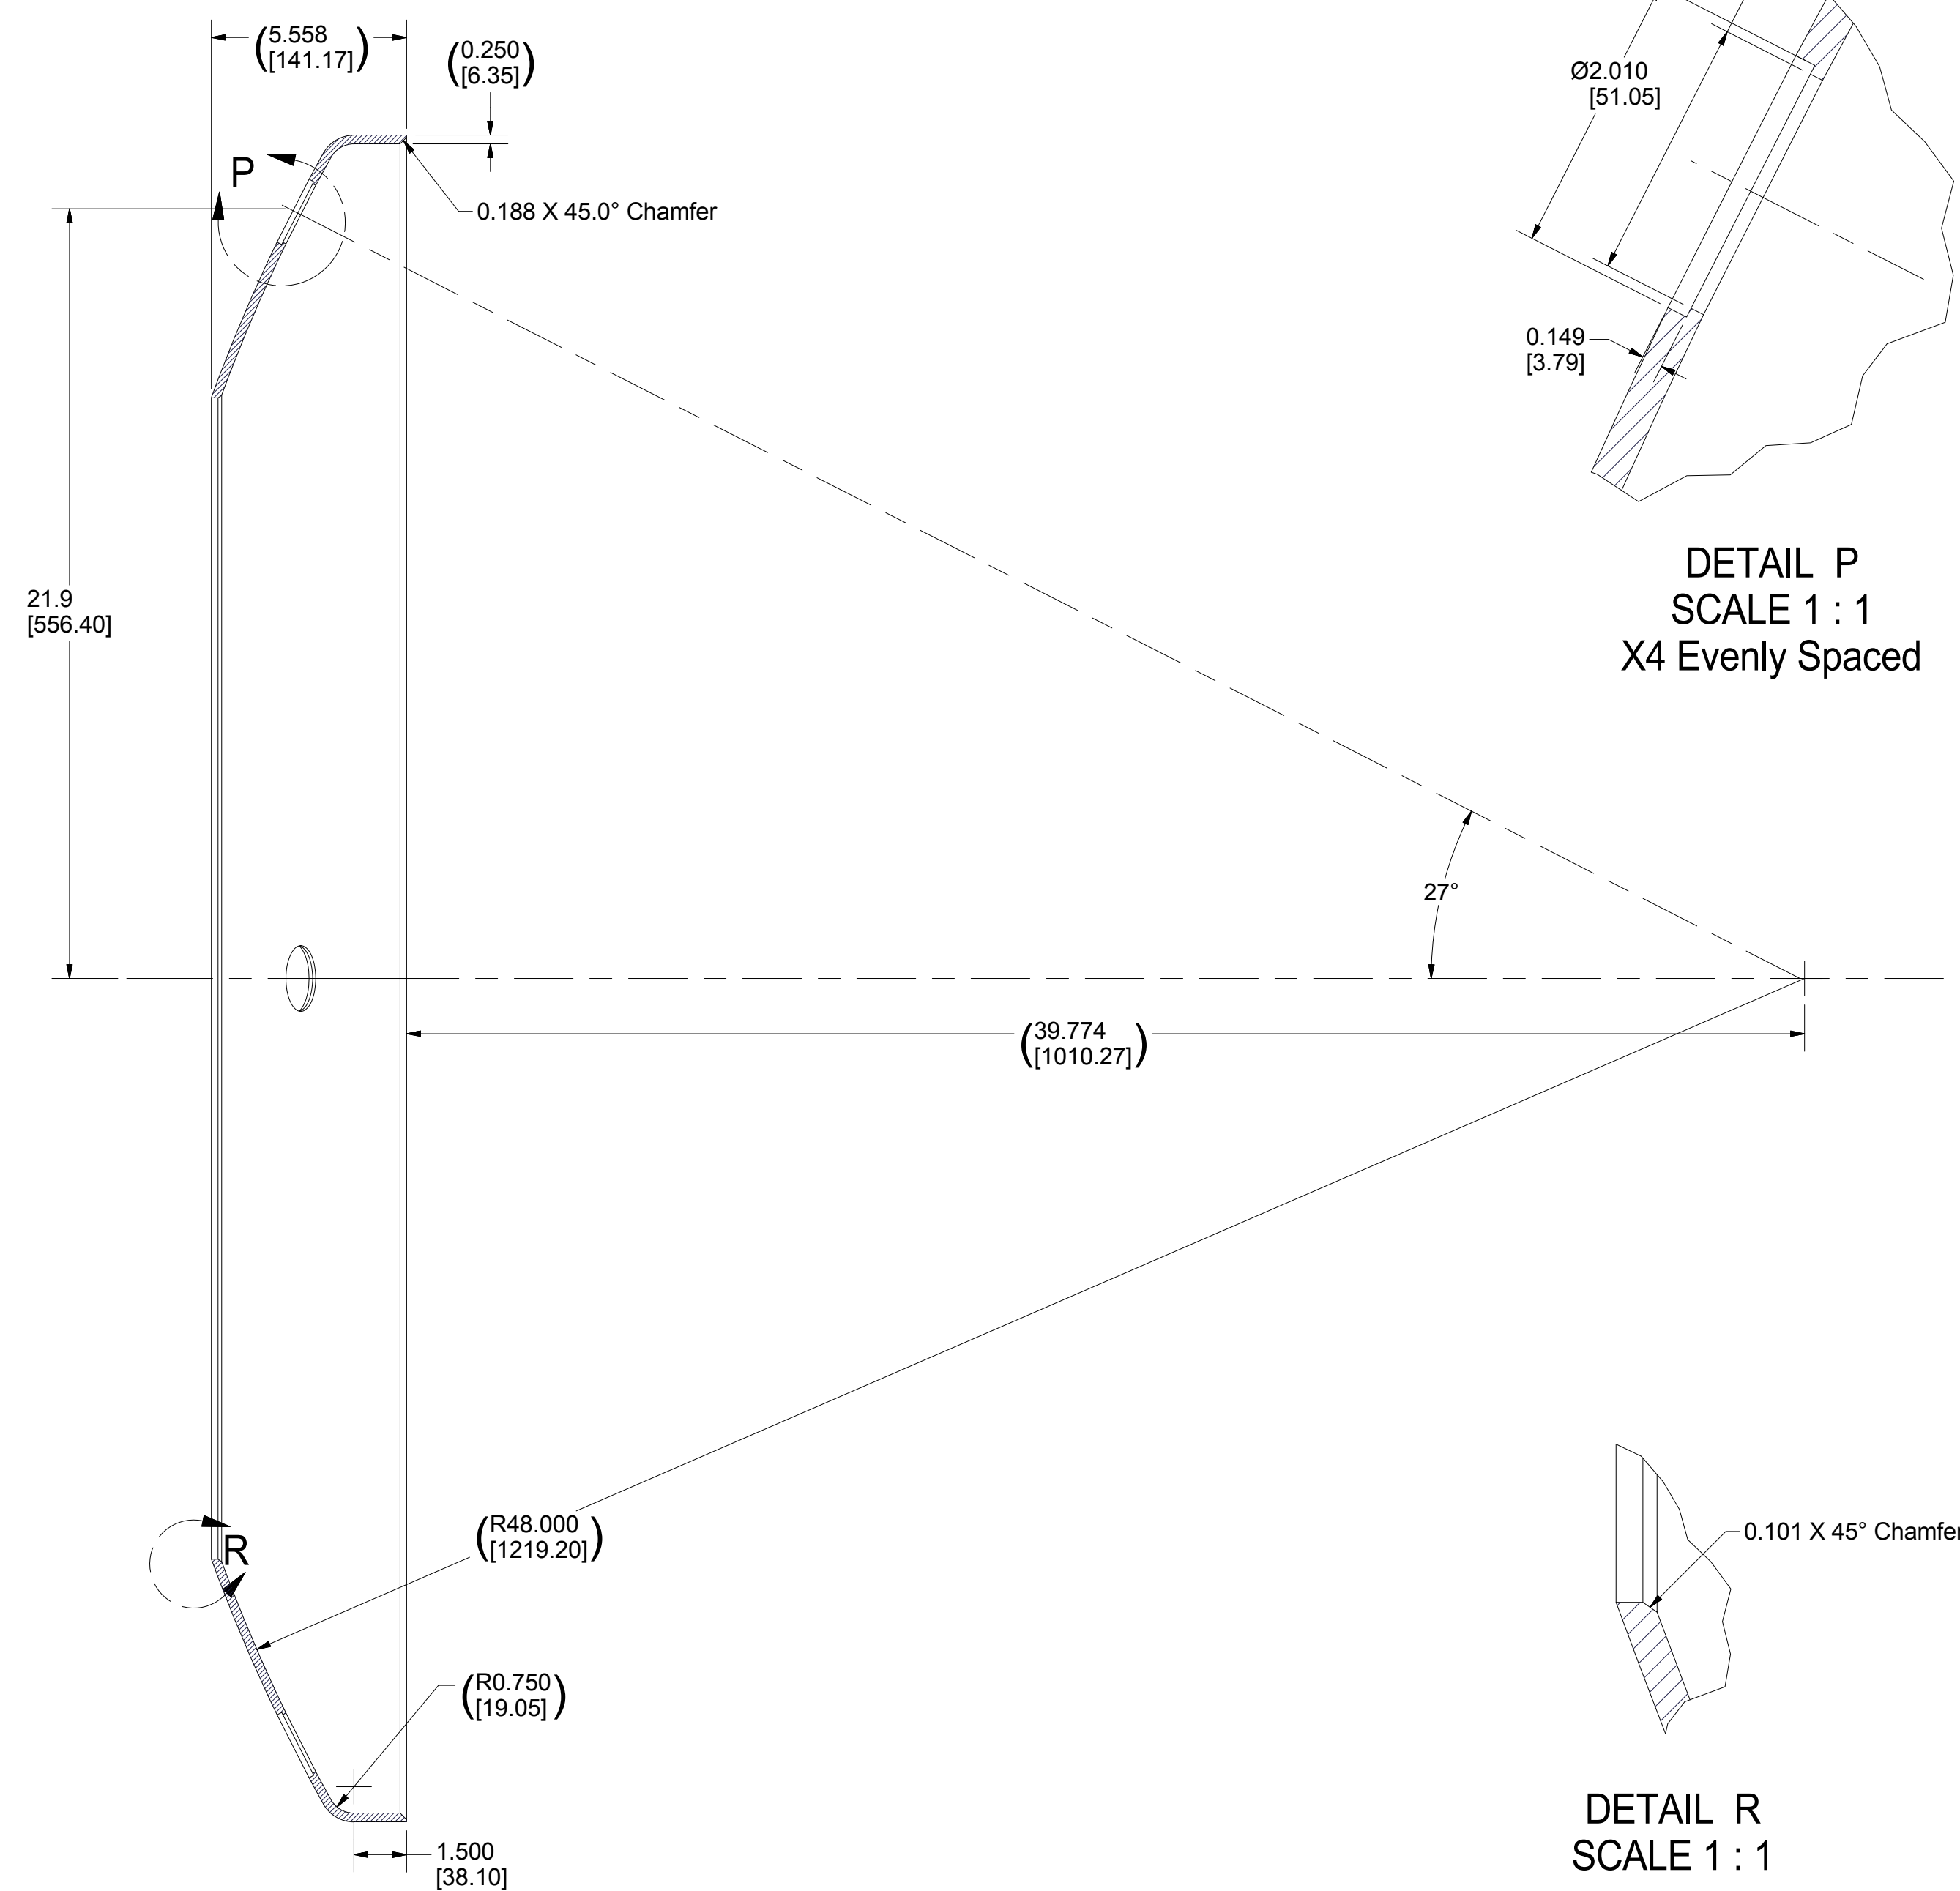 (5.558
[141.17])
(0.250
[6.35])
Ø2.010
[51.05]
P
0.188 X 45.0° Chamfer
0.149
[3.79]
DETAIL P
SCALE 1 : 1
X4 Evenly Spaced
21.9
[556.40]
27°
(39.774
[1010.27])
(R48.000
[1219.20])
R
0.101 X 45° Chamfer
(R0.750
[19.05])
DETAIL R
SCALE 1 : 1
1.500
[38.10]